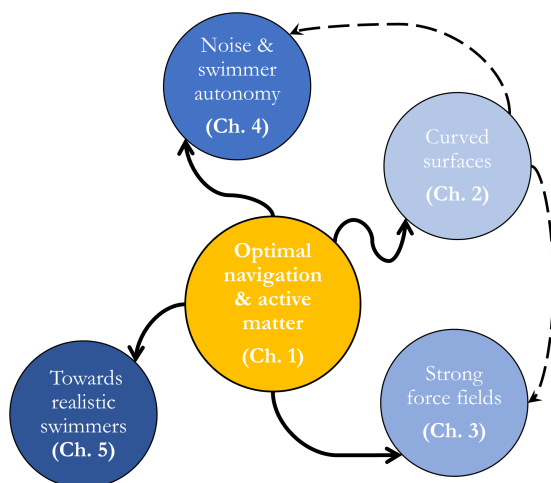 Noise &
swimmer
autonomy
(Ch. 4)
Curved
surfaces
(Ch. 2)
Optimal
navigation
& active
matter
(Ch. 1)
Towards
realistic
swimmers
(Ch. 5)
Strong
force fields
(Ch. 3)